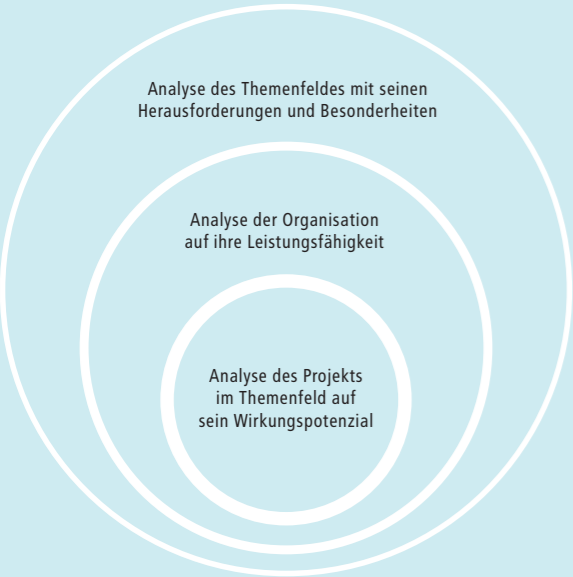 Analyse des Themenfeldes mit seinen
Herausforderungen und Besonderheiten
Analyse der Organisation
auf ihre Leistungsfähigkeit
Analyse des Projekts
im Themenfeld auf
sein Wirkungspotenzial